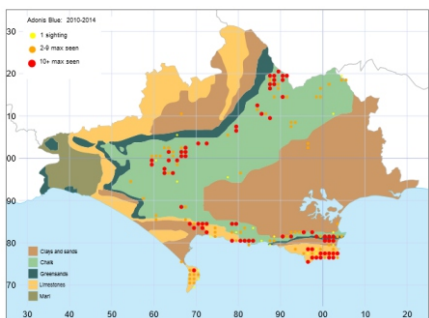 Adonis Blue: 2010-2014
1 sighting
2-9 max seen
10+ max seen
30
20
10
00
90
80
70
Clays and sands
Chalk
Greensands
Limestones
Marl
30 40 50 60 70 80 90 00 10 20